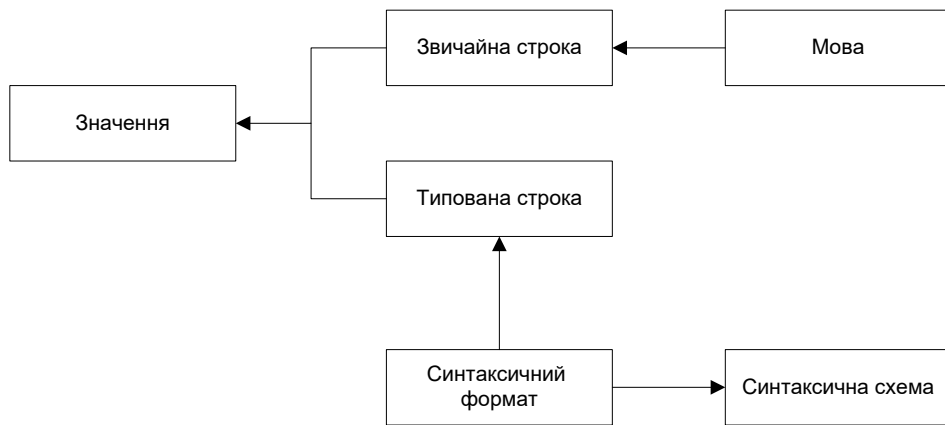 Звичайна строка
Мова
Значення
Типована строка
Синтаксичний
формат
Синтаксична схема